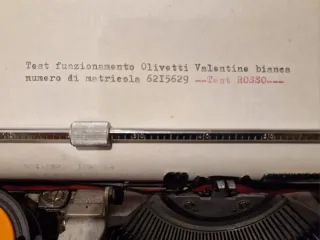 Test funzionamento Olivetti Valentine bianca
numero di matricola 6215629 --Test ROSSO---